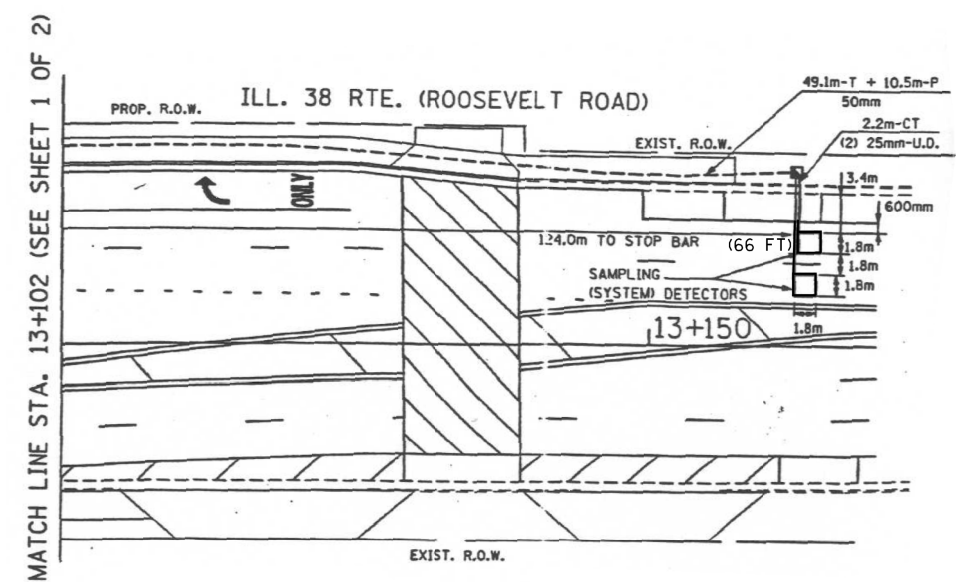 MATCH LINE STA. 13+102 (SEE SHEET 1 OF 2)
ILL. 38 RTE. (ROOSEVELT ROAD)
PROP. R.O.W.
EXIST. R.O.W.
49.1m-T + 10.5m-P
50mm
2.2m-CT
(2) 25mm-U.D.
3.4m
600mm
ONLY
124.0m TO STOP BAR (66 FT)
1.8m
1.8m
1.8m
SAMPLING
(SYSTEM) DETECTORS
13+150
1.8m
EXIST. R.O.W.